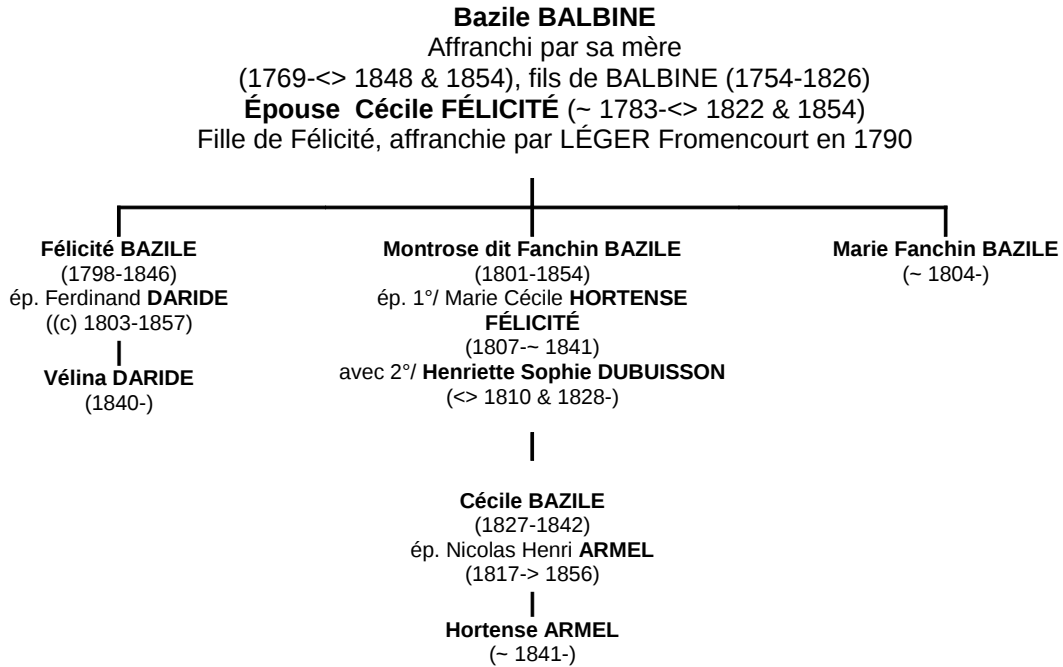 Bazile BALBINE
Affranchi par sa mère
(1769-<> 1848 & 1854), fils de BALBINE (1754-1826)
Épouse Cécile FÉLICITÉ (~ 1783-<> 1822 & 1854)
Fille de Félicité, affranchie par LÉGER Fromencourt en 1790
Félicité BAZILE
(1798-1846)
ép. Ferdinand DARIDE
((c) 1803-1857)
Vélina DARIDE
(1840-)
Montrose dit Fanchin BAZILE
(1801-1854)
ép. 1°/ Marie Cécile HORTENSE
FÉLICITÉ
(1807-~ 1841)
avec 2°/ Henriette Sophie DUBUISSON
(<> 1810 & 1828-)
Cécile BAZILE
(1827-1842)
ép. Nicolas Henri ARMEL
(1817-> 1856)
Hortense ARMEL
(~ 1841-)
Marie Fanchin BAZILE
(~ 1804-)